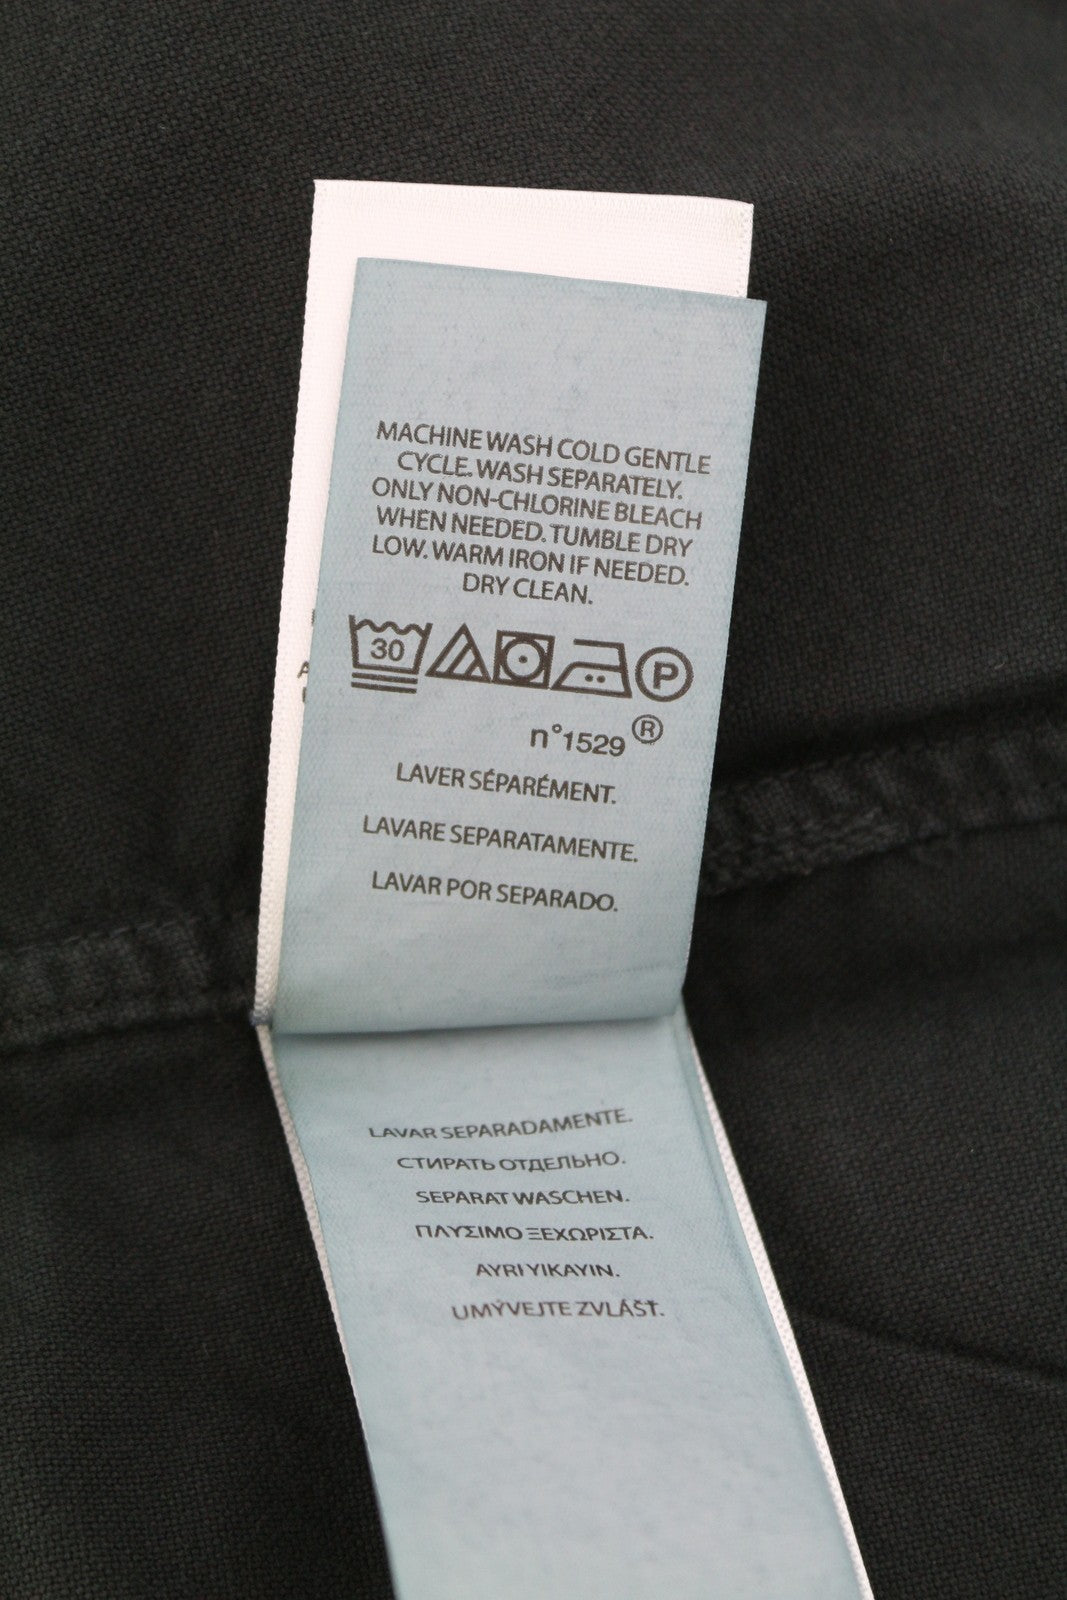 MACHINE WASH COLD GENTLE
CYCLE. WASH SEPARATELY.
ONLY NON-CHLORINE BLEACH
WHEN NEEDED. TUMBLE DRY
LOW. WARM IRON IF NEEDED.
DRY CLEAN.
30 P
n°1529 ®
LAVER SÉPARÉMENT.
LAVARE SEPARATAMENTE.
LAVAR POR SEPARADO.
LAVAR SEPARADAMENTE.
СТИРАТЬ ОТДЕЛЬНО.
SEPARAT WASCHEN.
ΠΛΥΣΙΜΟ ΞΕΧΩΡΙΣΤΑ.
AYRI YIKAYIN.
UMÝVEJTE ZVLÁŠŤ.